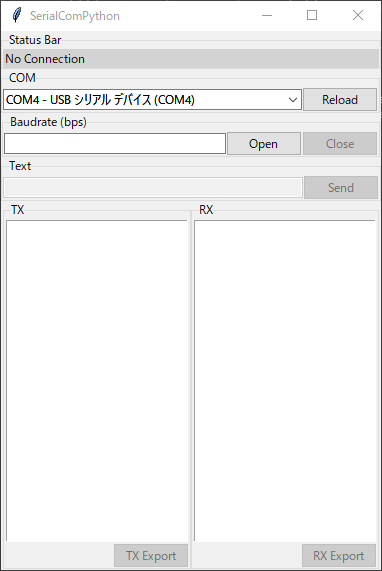 SerialComPython
Status Bar
No Connection
COM
COM4 - USB シリアル デバイス (COM4)
Reload
Baudrate (bps)
Open
Close
Text
Send
TX
RX
TX Export
RX Export